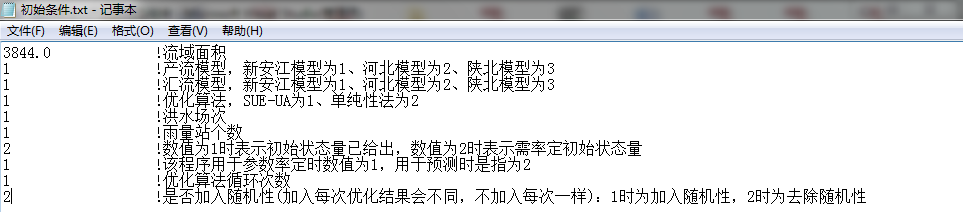 初始条件.txt - 记事本
文件(F) 编辑(E) 格式(O) 查看(V) 帮助(H)
3844.0 !流域面积
1 !产流模型，新安江模型为1、河北模型为2、陕北模型为3
1 !汇流模型，新安江模型为1、河北模型为2、陕北模型为3
1 !优化算法，SUE-UA为1、单纯性法为2
1 !洪水场次
1 !雨量站个数
2 !数值为1时表示初始状态量已给出，数值为2时表示需率定初始状态量
1 !该程序用于参数率定时数值为1，用于预测时是指为2
1 !优化算法循环次数
2 !是否加入随机性(加入每次优化结果会不同，不加入每次一样)：1时为加入随机性，2时为去除随机性